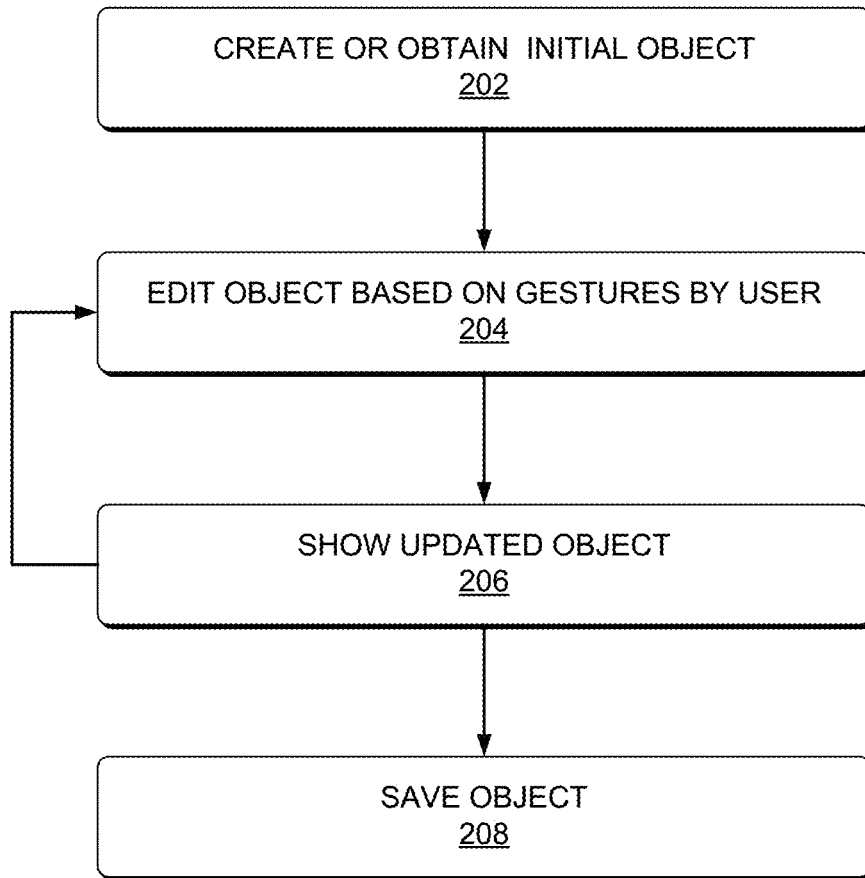 CREATE OR OBTAIN INITIAL OBJECT
202
EDIT OBJECT BASED ON GESTURES BY USER
204
SHOW UPDATED OBJECT
206
SAVE OBJECT
208